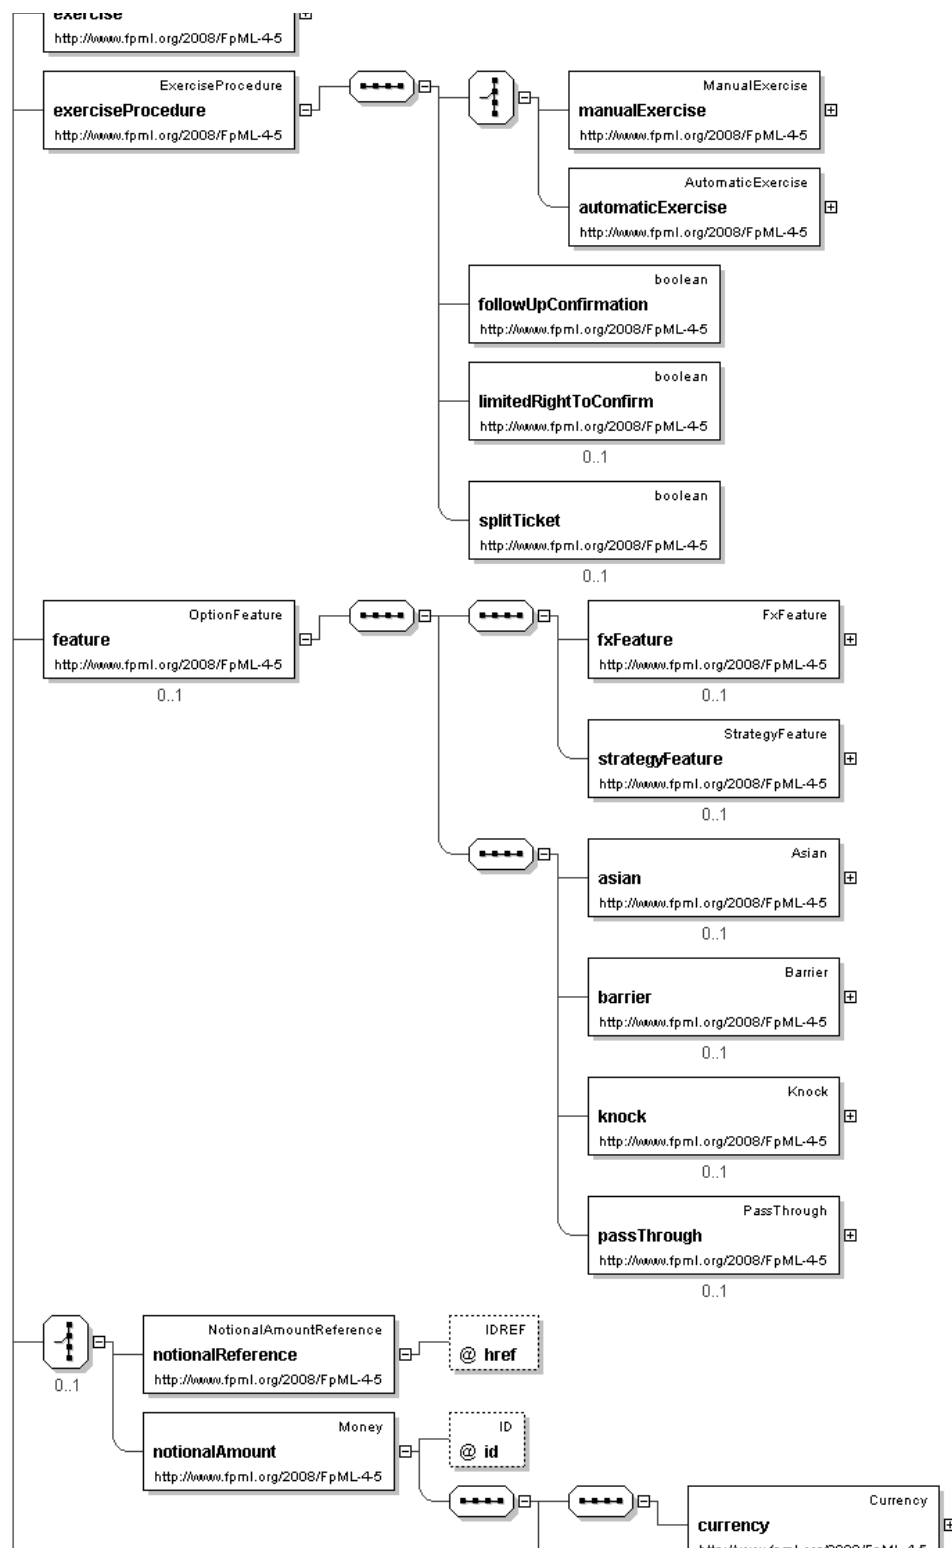 exercise
http://www.fpml.org/2008/FpML-4-5
ExerciseProcedure
exerciseProcedure
http://www.fpml.org/2008/FpML-4-5
ManualExercise
manualExercise
http://www.fpml.org/2008/FpML-4-5
AutomaticExercise
automaticExercise
http://www.fpml.org/2008/FpML-4-5
boolean
followUpConfirmation
http://www.fpml.org/2008/FpML-4-5
boolean
limitedRightToConfirm
http://www.fpml.org/2008/FpML-4-5
0..1
boolean
splitTicket
http://www.fpml.org/2008/FpML-4-5
0..1
OptionFeature
feature
http://www.fpml.org/2008/FpML-4-5
0..1
FxFeature
fxFeature
http://www.fpml.org/2008/FpML-4-5
0..1
StrategyFeature
strategyFeature
http://www.fpml.org/2008/FpML-4-5
0..1
Asian
asian
http://www.fpml.org/2008/FpML-4-5
0..1
Barrier
barrier
http://www.fpml.org/2008/FpML-4-5
0..1
Knock
knock
http://www.fpml.org/2008/FpML-4-5
0..1
PassThrough
passThrough
http://www.fpml.org/2008/FpML-4-5
0..1
0..1
NotionalAmountReference
notionalReference
http://www.fpml.org/2008/FpML-4-5
IDREF
@ href
Money
notionalAmount
http://www.fpml.org/2008/FpML-4-5
ID
@ id
Currency
currency
http://www.fpml.org/2008/FpML-4-5